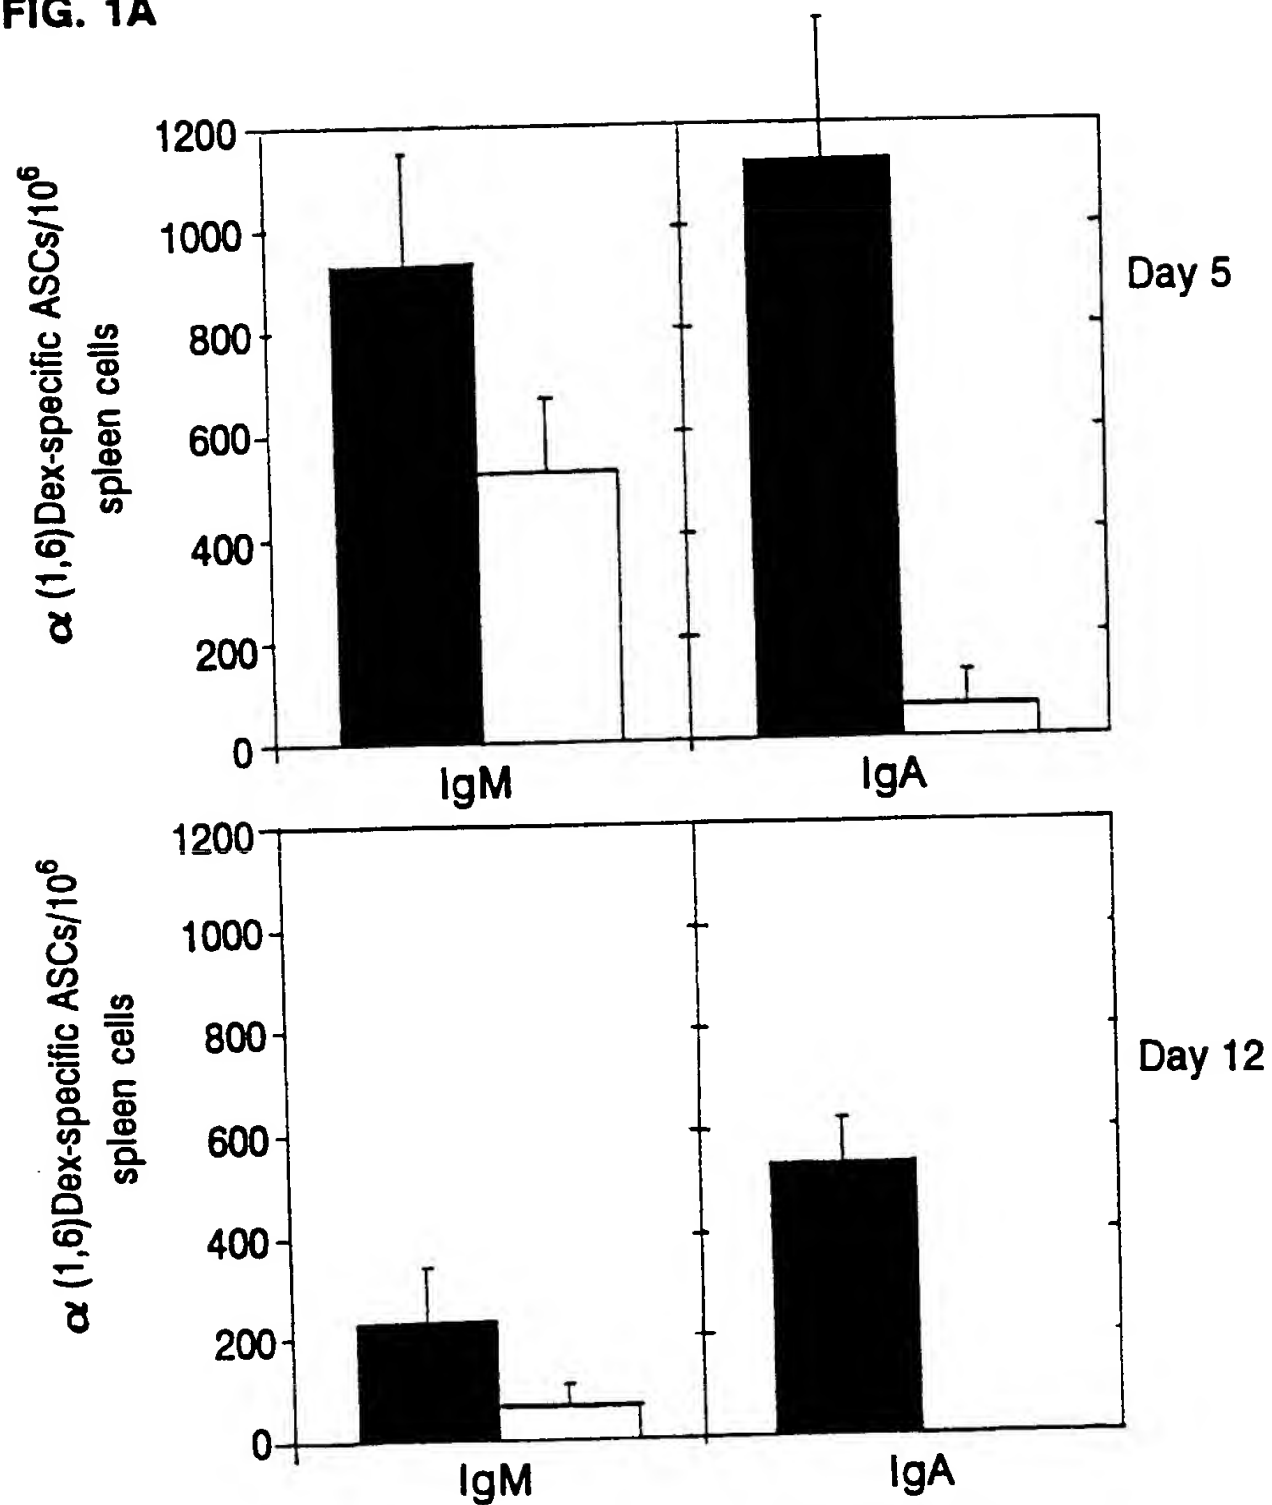 FIG. 1A
α (1,6)Dex-specific ASCs/10⁶
spleen cells
1200
1000
800
600
400
200
0
IgM
IgA
Day 5
α (1,6)Dex-specific ASCs/10⁶
spleen cells
1200
1000
800
600
400
200
0
IgM
IgA
Day 12